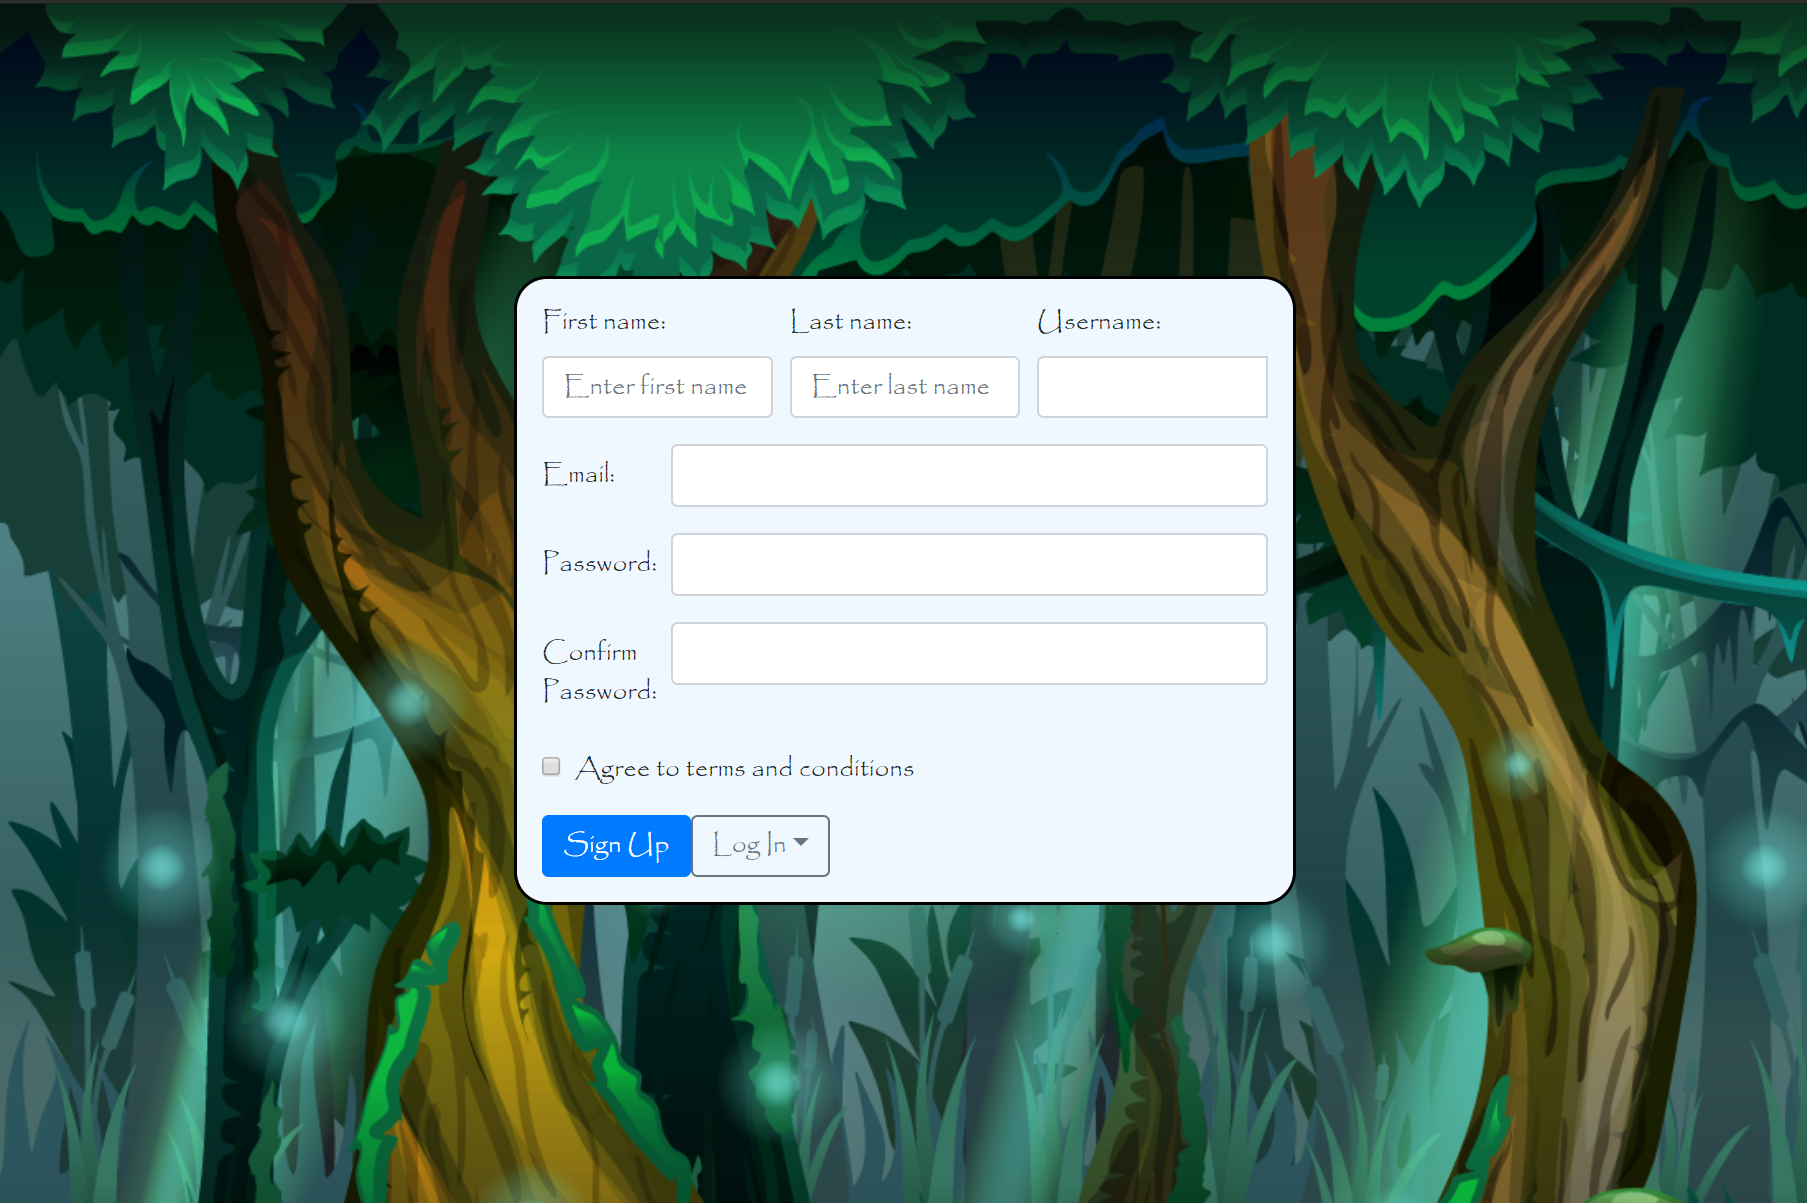 First name: Last name: Username:
Enter first name Enter last name
Email:
Password:
Confirm
Password:
Agree to terms and conditions
Sign Up Log In